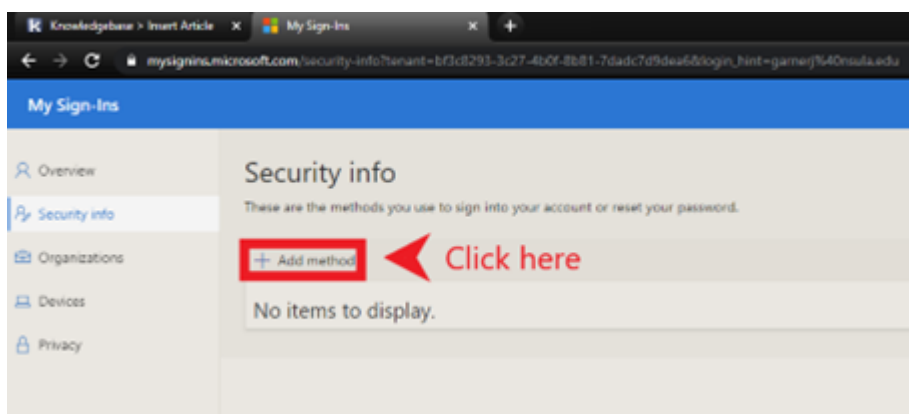 Knowledgebase > Insert Article
My Sign-Ins
mysignins.microsoft.com/security-info?tenant=bf3c8293-3c27-4b0f-8b81-7dadc7d9dea6&login_hint=garnerj%40nsula.edu
My Sign-Ins
Overview
Security info
Organizations
Devices
Privacy
Security info
These are the methods you use to sign into your account or reset your password.
+ Add method
Click here
No items to display.